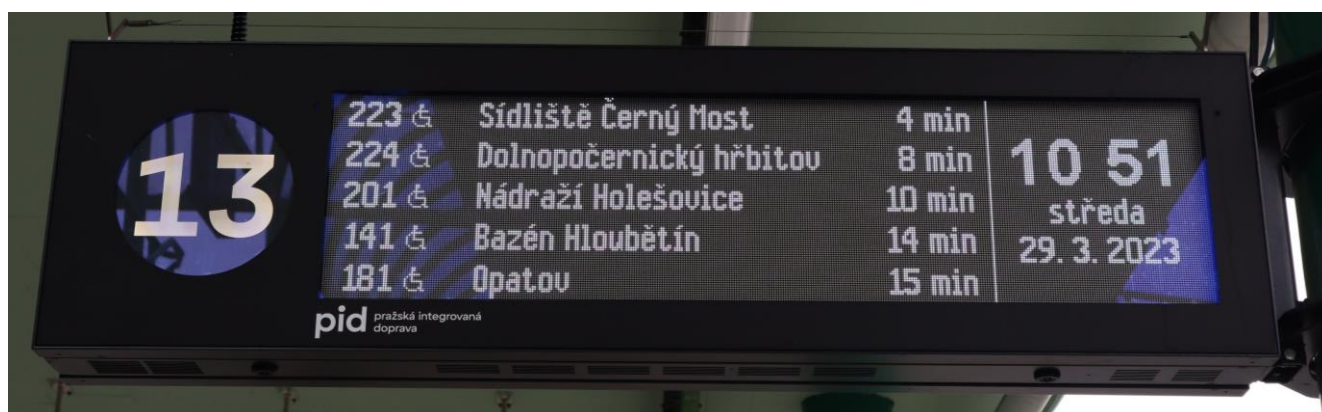 13
223 Sídliště Černý Most 4 min
224 Dolnopočernický hřbitov 8 min
201 Nádraží Holešovice 10 min
141 Bazén Hloubětín 14 min
181 Opatov 15 min
10 51
středa
29. 3. 2023
pid pražská integrovaná
doprava